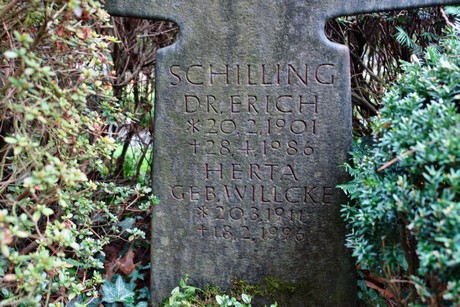 SCHILLING
DR. ERICH
*20.2.1901
+28.4.1986
HERTA
GEB. WILLCKE
*20.3.1911
+18.2.1996